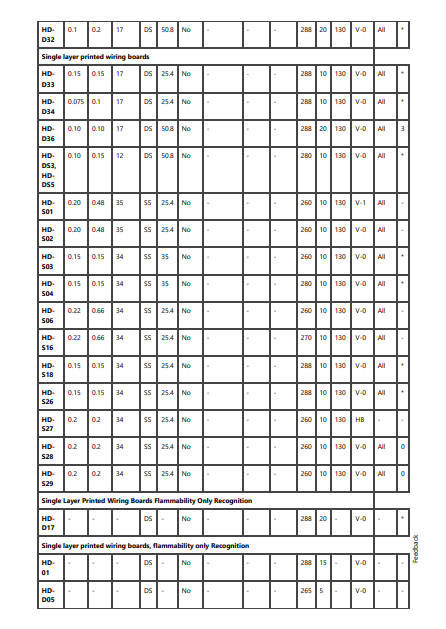 HD-D32 0.1 0.2 17 DS 50.8 No - - - 288 20 130 V-0 All *
Single layer printed wiring boards
HD-D33 0.15 0.15 17 DS 25.4 No - - - 288 10 130 V-0 All *
HD-D34 0.075 0.1 17 DS 25.4 No - - - 288 10 130 V-0 All *
HD-D36 0.10 0.10 17 DS 50.8 No - - - 288 20 130 V-0 All 3
HD-DS3, HD-DS5 0.10 0.15 12 DS 50.8 No - - - 280 10 130 V-0 All *
HD-S01 0.20 0.48 35 SS 25.4 No - - - 260 10 130 V-1 All -
HD-S02 0.20 0.48 35 SS 25.4 No - - - 260 10 130 V-0 All -
HD-S03 0.15 0.15 34 SS 35 No - - - 260 10 130 V-0 All *
HD-S04 0.15 0.15 34 SS 35 No - - - 280 10 130 V-0 All *
HD-S06 0.22 0.66 34 SS 25.4 No - - - 260 10 130 V-0 All -
HD-S16 0.22 0.66 34 SS 25.4 No - - - 270 10 130 V-0 All -
HD-S18 0.15 0.15 34 SS 25.4 No - - - 288 10 130 V-0 All *
HD-S26 0.15 0.15 34 SS 25.4 No - - - 288 10 130 V-0 All *
HD-S27 0.2 0.2 34 SS 25.4 No - - - 260 10 130 HB - -
HD-S28 0.2 0.2 34 SS 25.4 No - - - 260 10 130 V-0 All 0
HD-S29 0.2 0.2 34 SS 25.4 No - - - 260 10 130 V-0 All 0
Single Layer Printed Wiring Boards Flammability Only Recognition
HD-D17 - - - DS - No - - - 288 20 - V-0 - *
Single layer printed wiring boards, flammability only Recognition
HD-01 - - - DS - No - - - 288 15 - V-0 - -
HD-D05 - - - DS - No - - - 265 5 - V-0 - -
Feedback